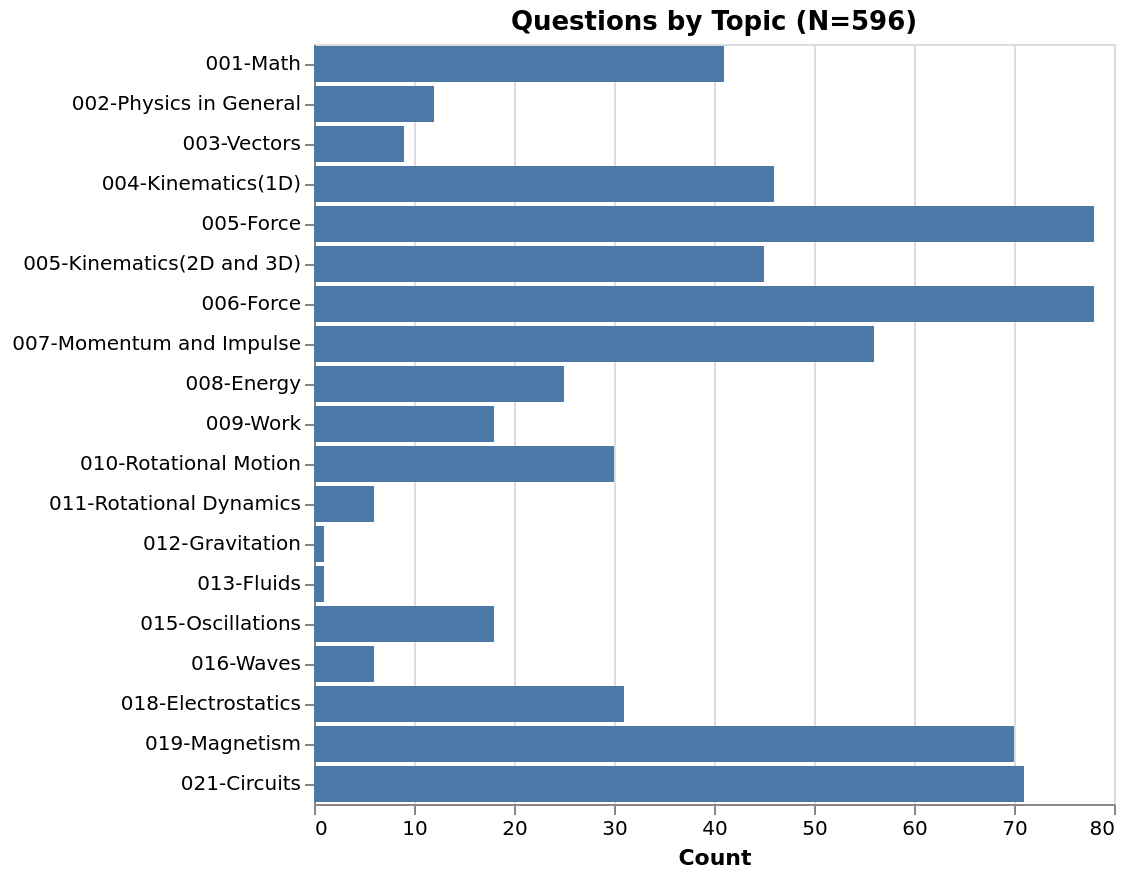 Questions by Topic (N=596)
001-Math
002-Physics in General
003-Vectors
004-Kinematics(1D)
005-Force
005-Kinematics(2D and 3D)
006-Force
007-Momentum and Impulse
008-Energy
009-Work
010-Rotational Motion
011-Rotational Dynamics
012-Gravitation
013-Fluids
015-Oscillations
016-Waves
018-Electrostatics
019-Magnetism
021-Circuits
0 10 20 30 40 50 60 70 80
Count